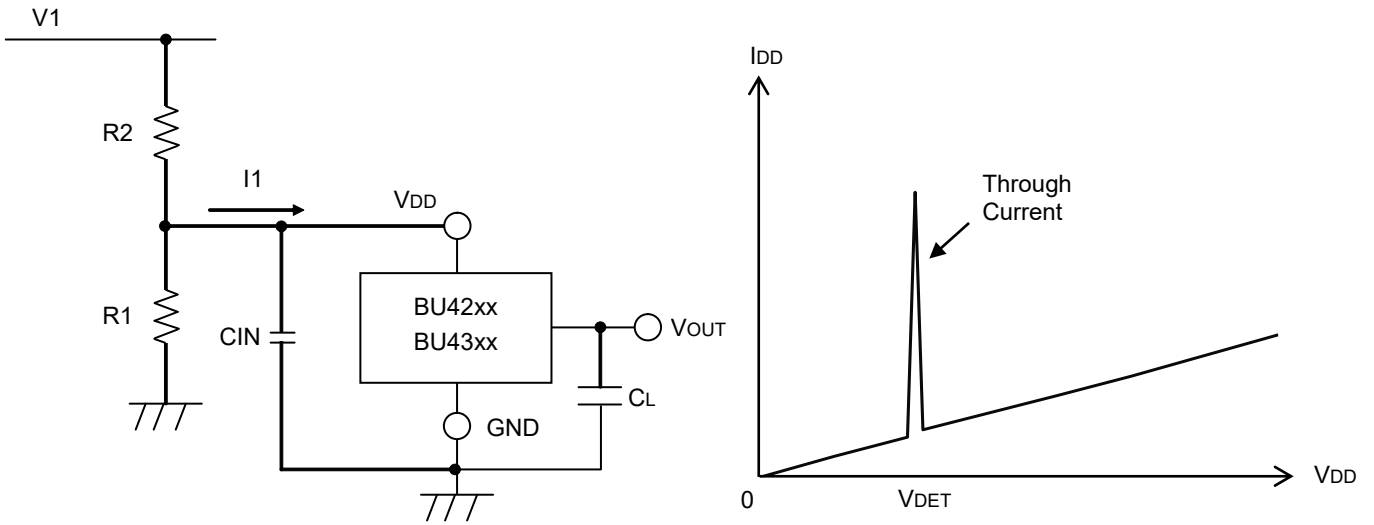 V1
R2
I1
VDD
R1
CIN
BU42xx
BU43xx
VOUT
CL
GND
IDD
Through
Current
0
VDET
VDD